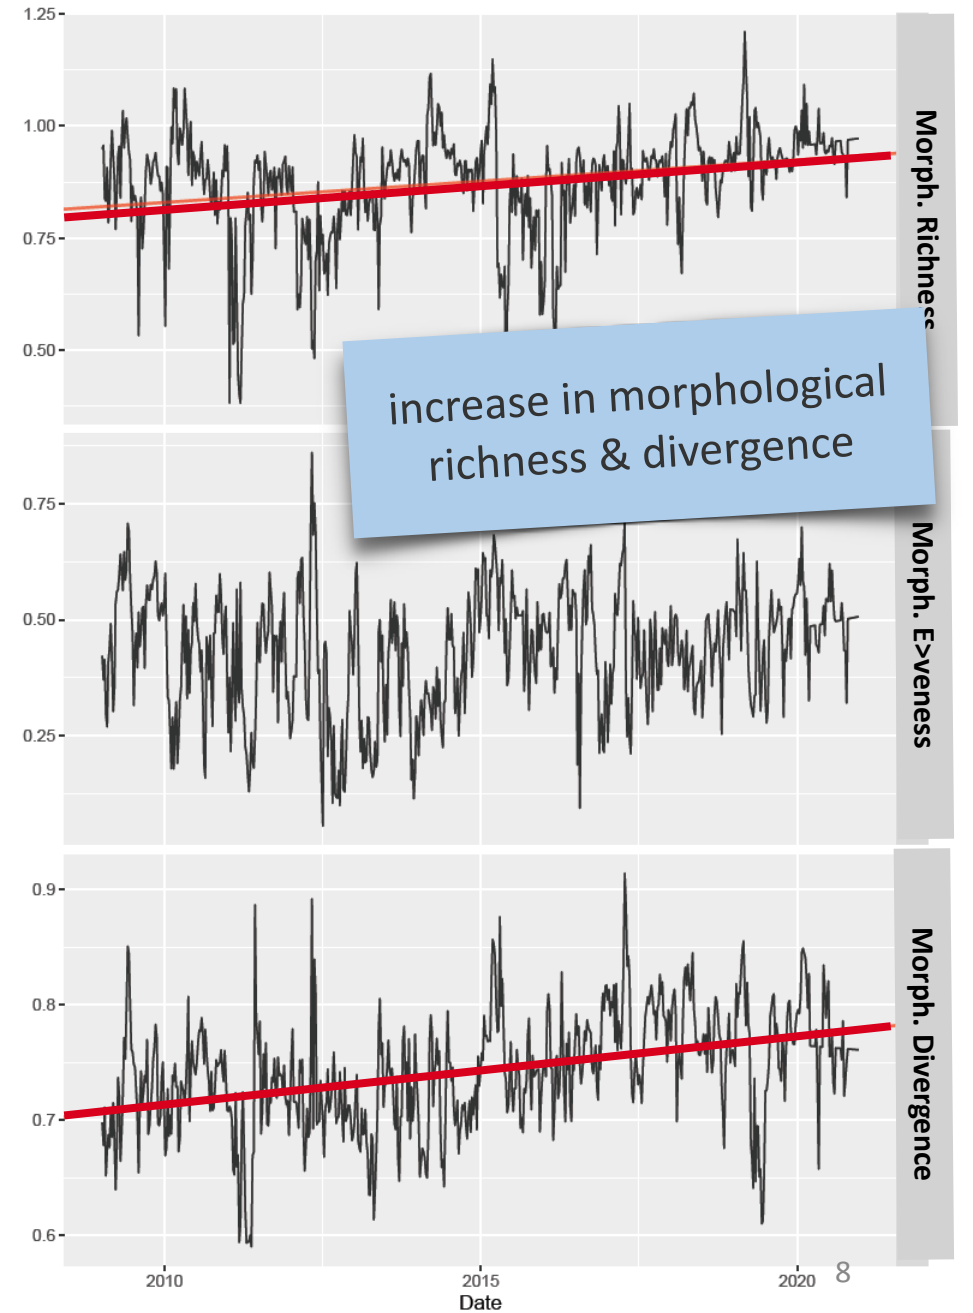 1.25
1.00
0.75
0.50
Morph. Richness
increase in morphological
richness & divergence
0.75
0.50
0.25
Morph. E>veness
0.9
0.8
0.7
0.6
Morph. Divergence
2010
2015
2020
8
Date